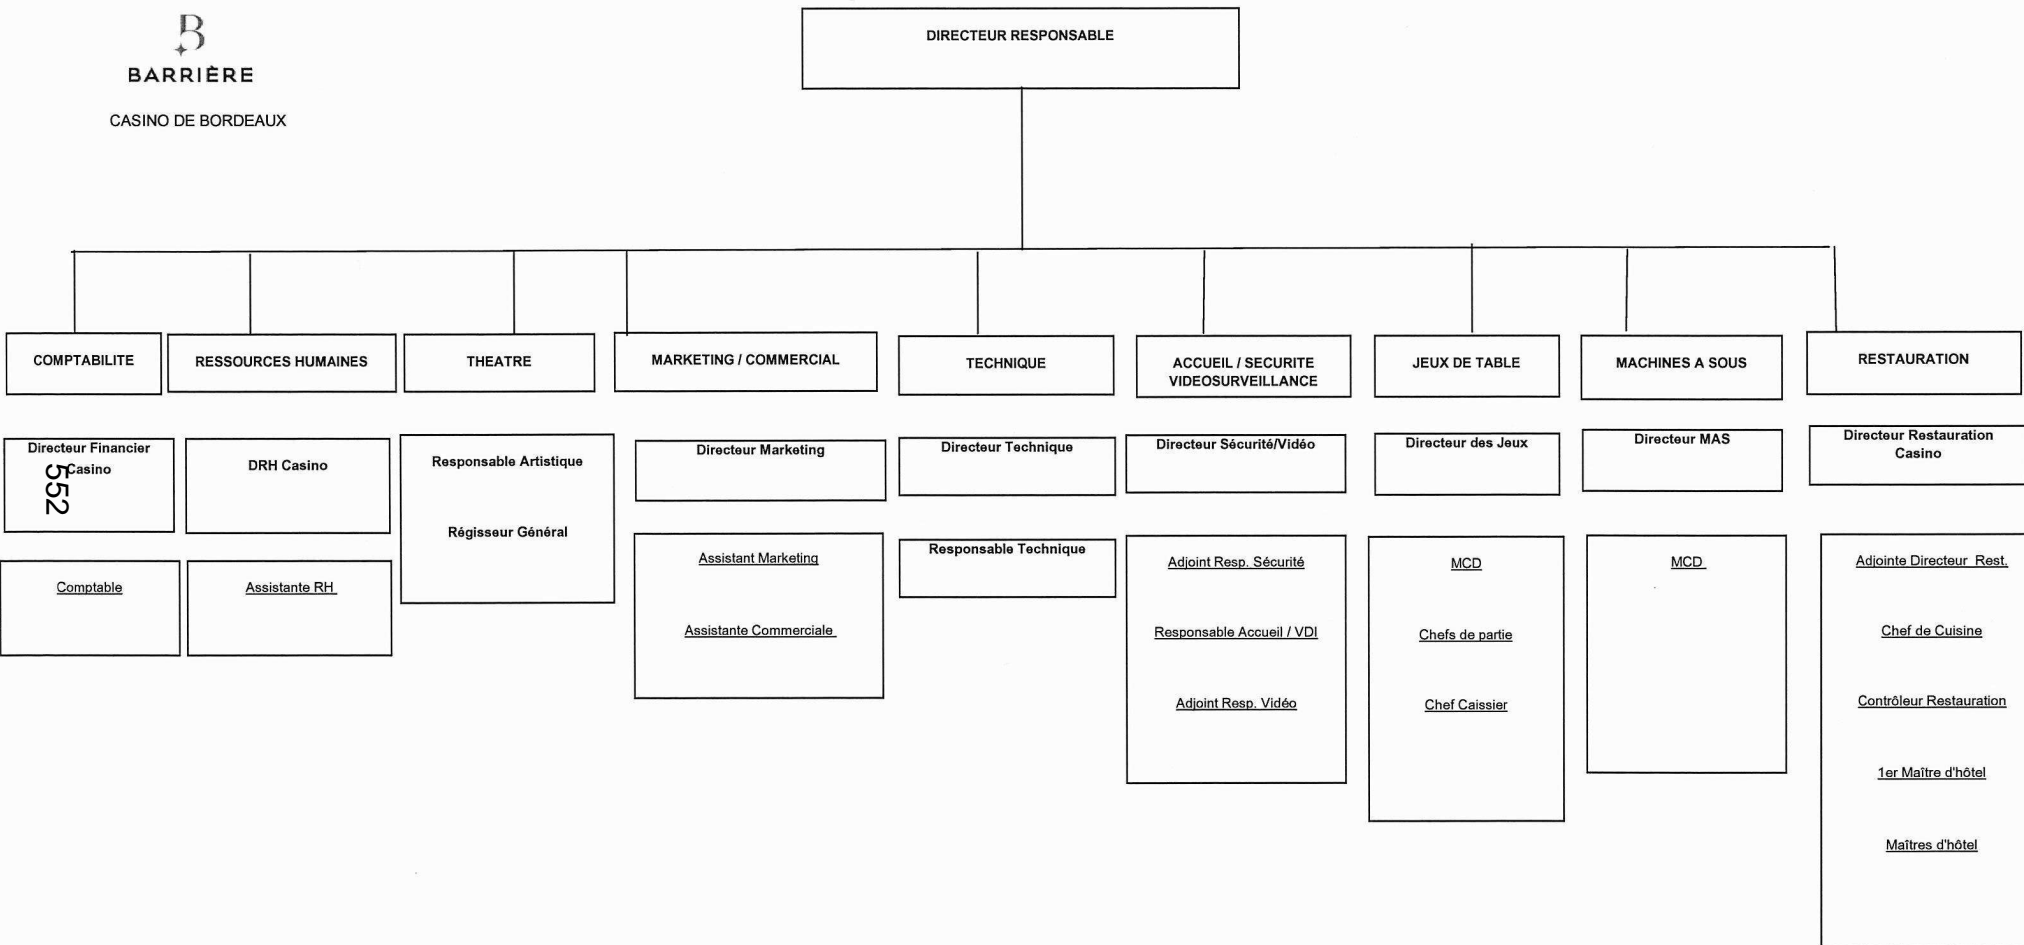 B
BARRIÈRE
CASINO DE BORDEAUX
DIRECTEUR RESPONSABLE
COMPTABILITE
RESSOURCES HUMAINES
THEATRE
MARKETING / COMMERCIAL
TECHNIQUE
ACCUEIL / SECURITE
VIDEOSURVEILLANCE
JEUX DE TABLE
MACHINES A SOUS
RESTAURATION
Directeur Financier
Casino
552
DRH Casino
Responsable Artistique
Régisseur Général
Directeur Marketing
Directeur Technique
Directeur Sécurité/Vidéo
Directeur des Jeux
Directeur MAS
Directeur Restauration
Casino
Comptable
Assistante RH
Assistant Marketing
Assistante Commerciale
Responsable Technique
Adjoint Resp. Sécurité
Responsable Accueil / VDI
Adjoint Resp. Vidéo
MCD
Chefs de partie
Chef Caissier
MCD
Adjointe Directeur Rest.
Chef de Cuisine
Contrôleur Restauration
1er Maître d'hôtel
Maîtres d'hôtel